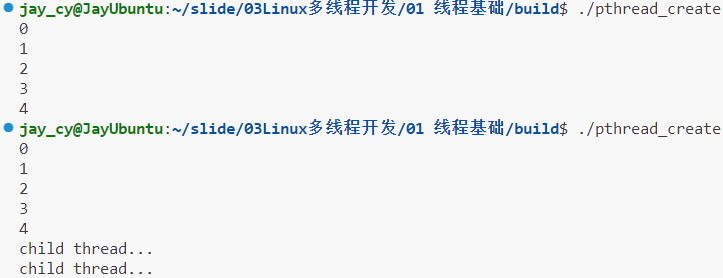 jay_cy@JayUbuntu:~/slide/03Linux多线程开发/01 线程基础/build$ ./pthread_create
0
1
2
3
4
jay_cy@JayUbuntu:~/slide/03Linux多线程开发/01 线程基础/build$ ./pthread_create
0
1
2
3
4
child thread...
child thread...